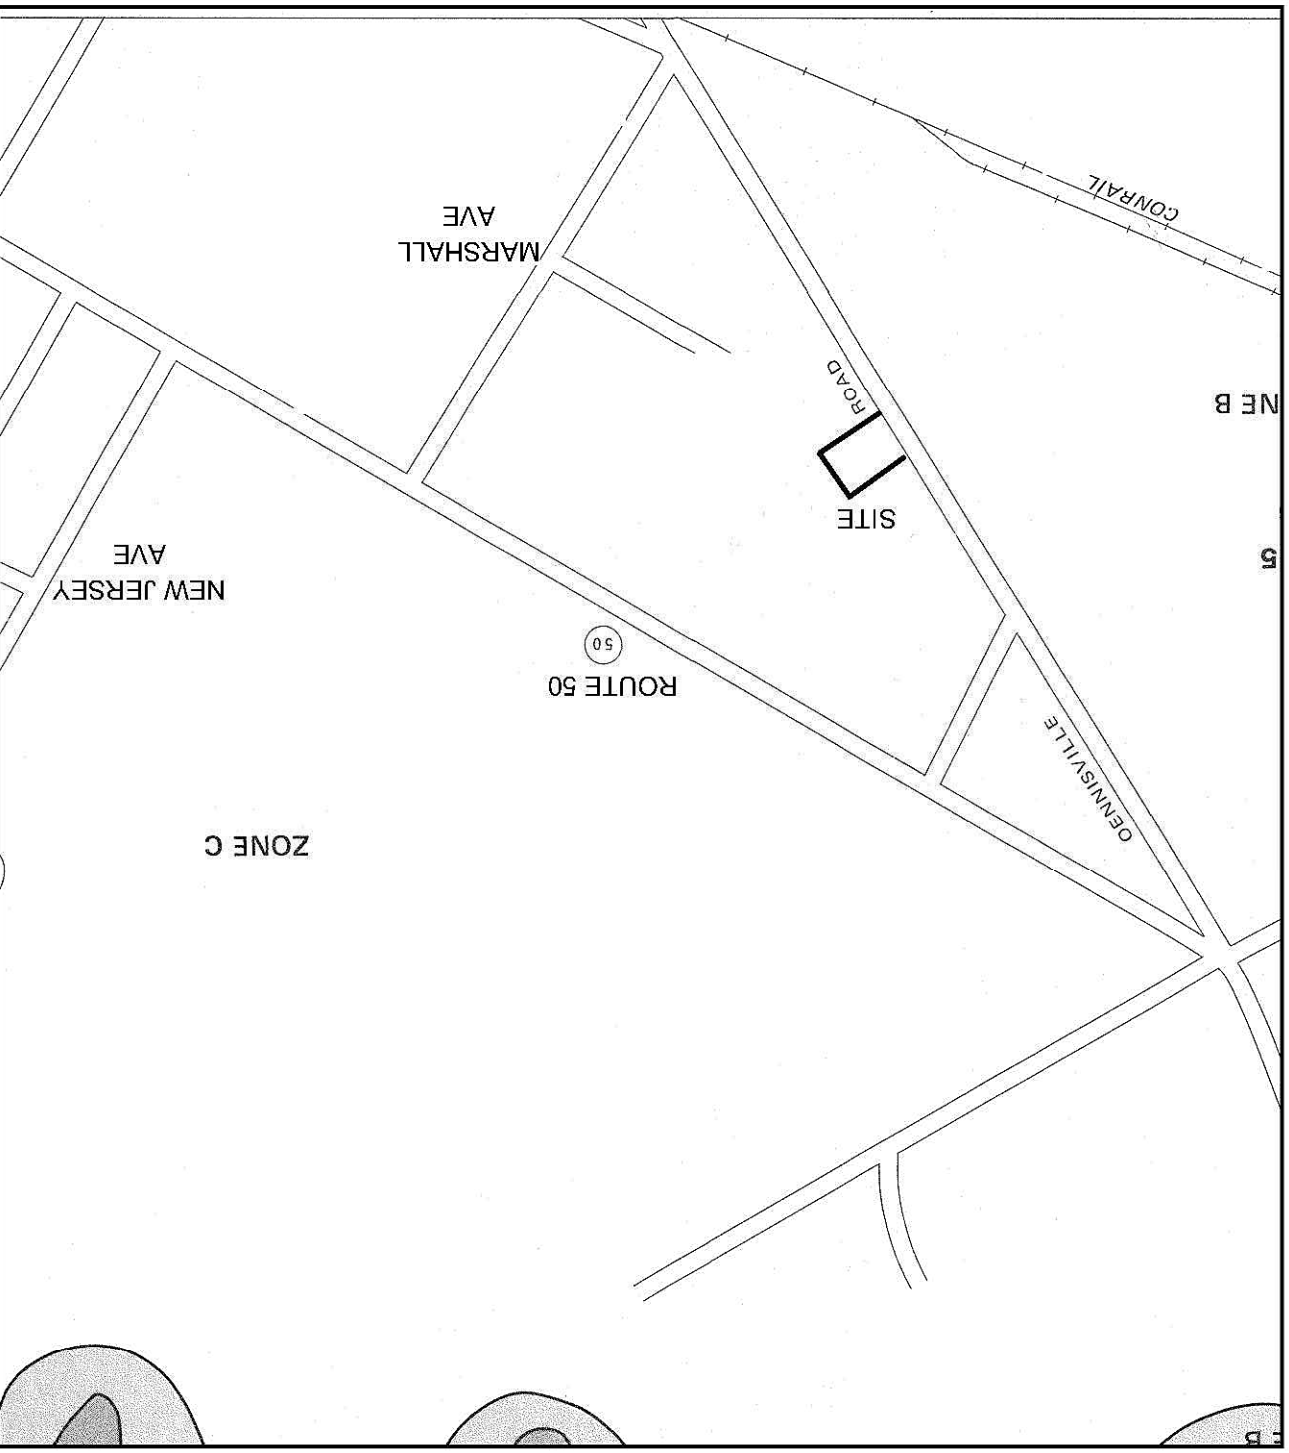 E B
ZONE C
DENNISVILLE
ROUTE 50
50
NEW JERSEY
AVE
5
SITE
NE B
ROAD
MARSHALL
AVE
CONRAIL